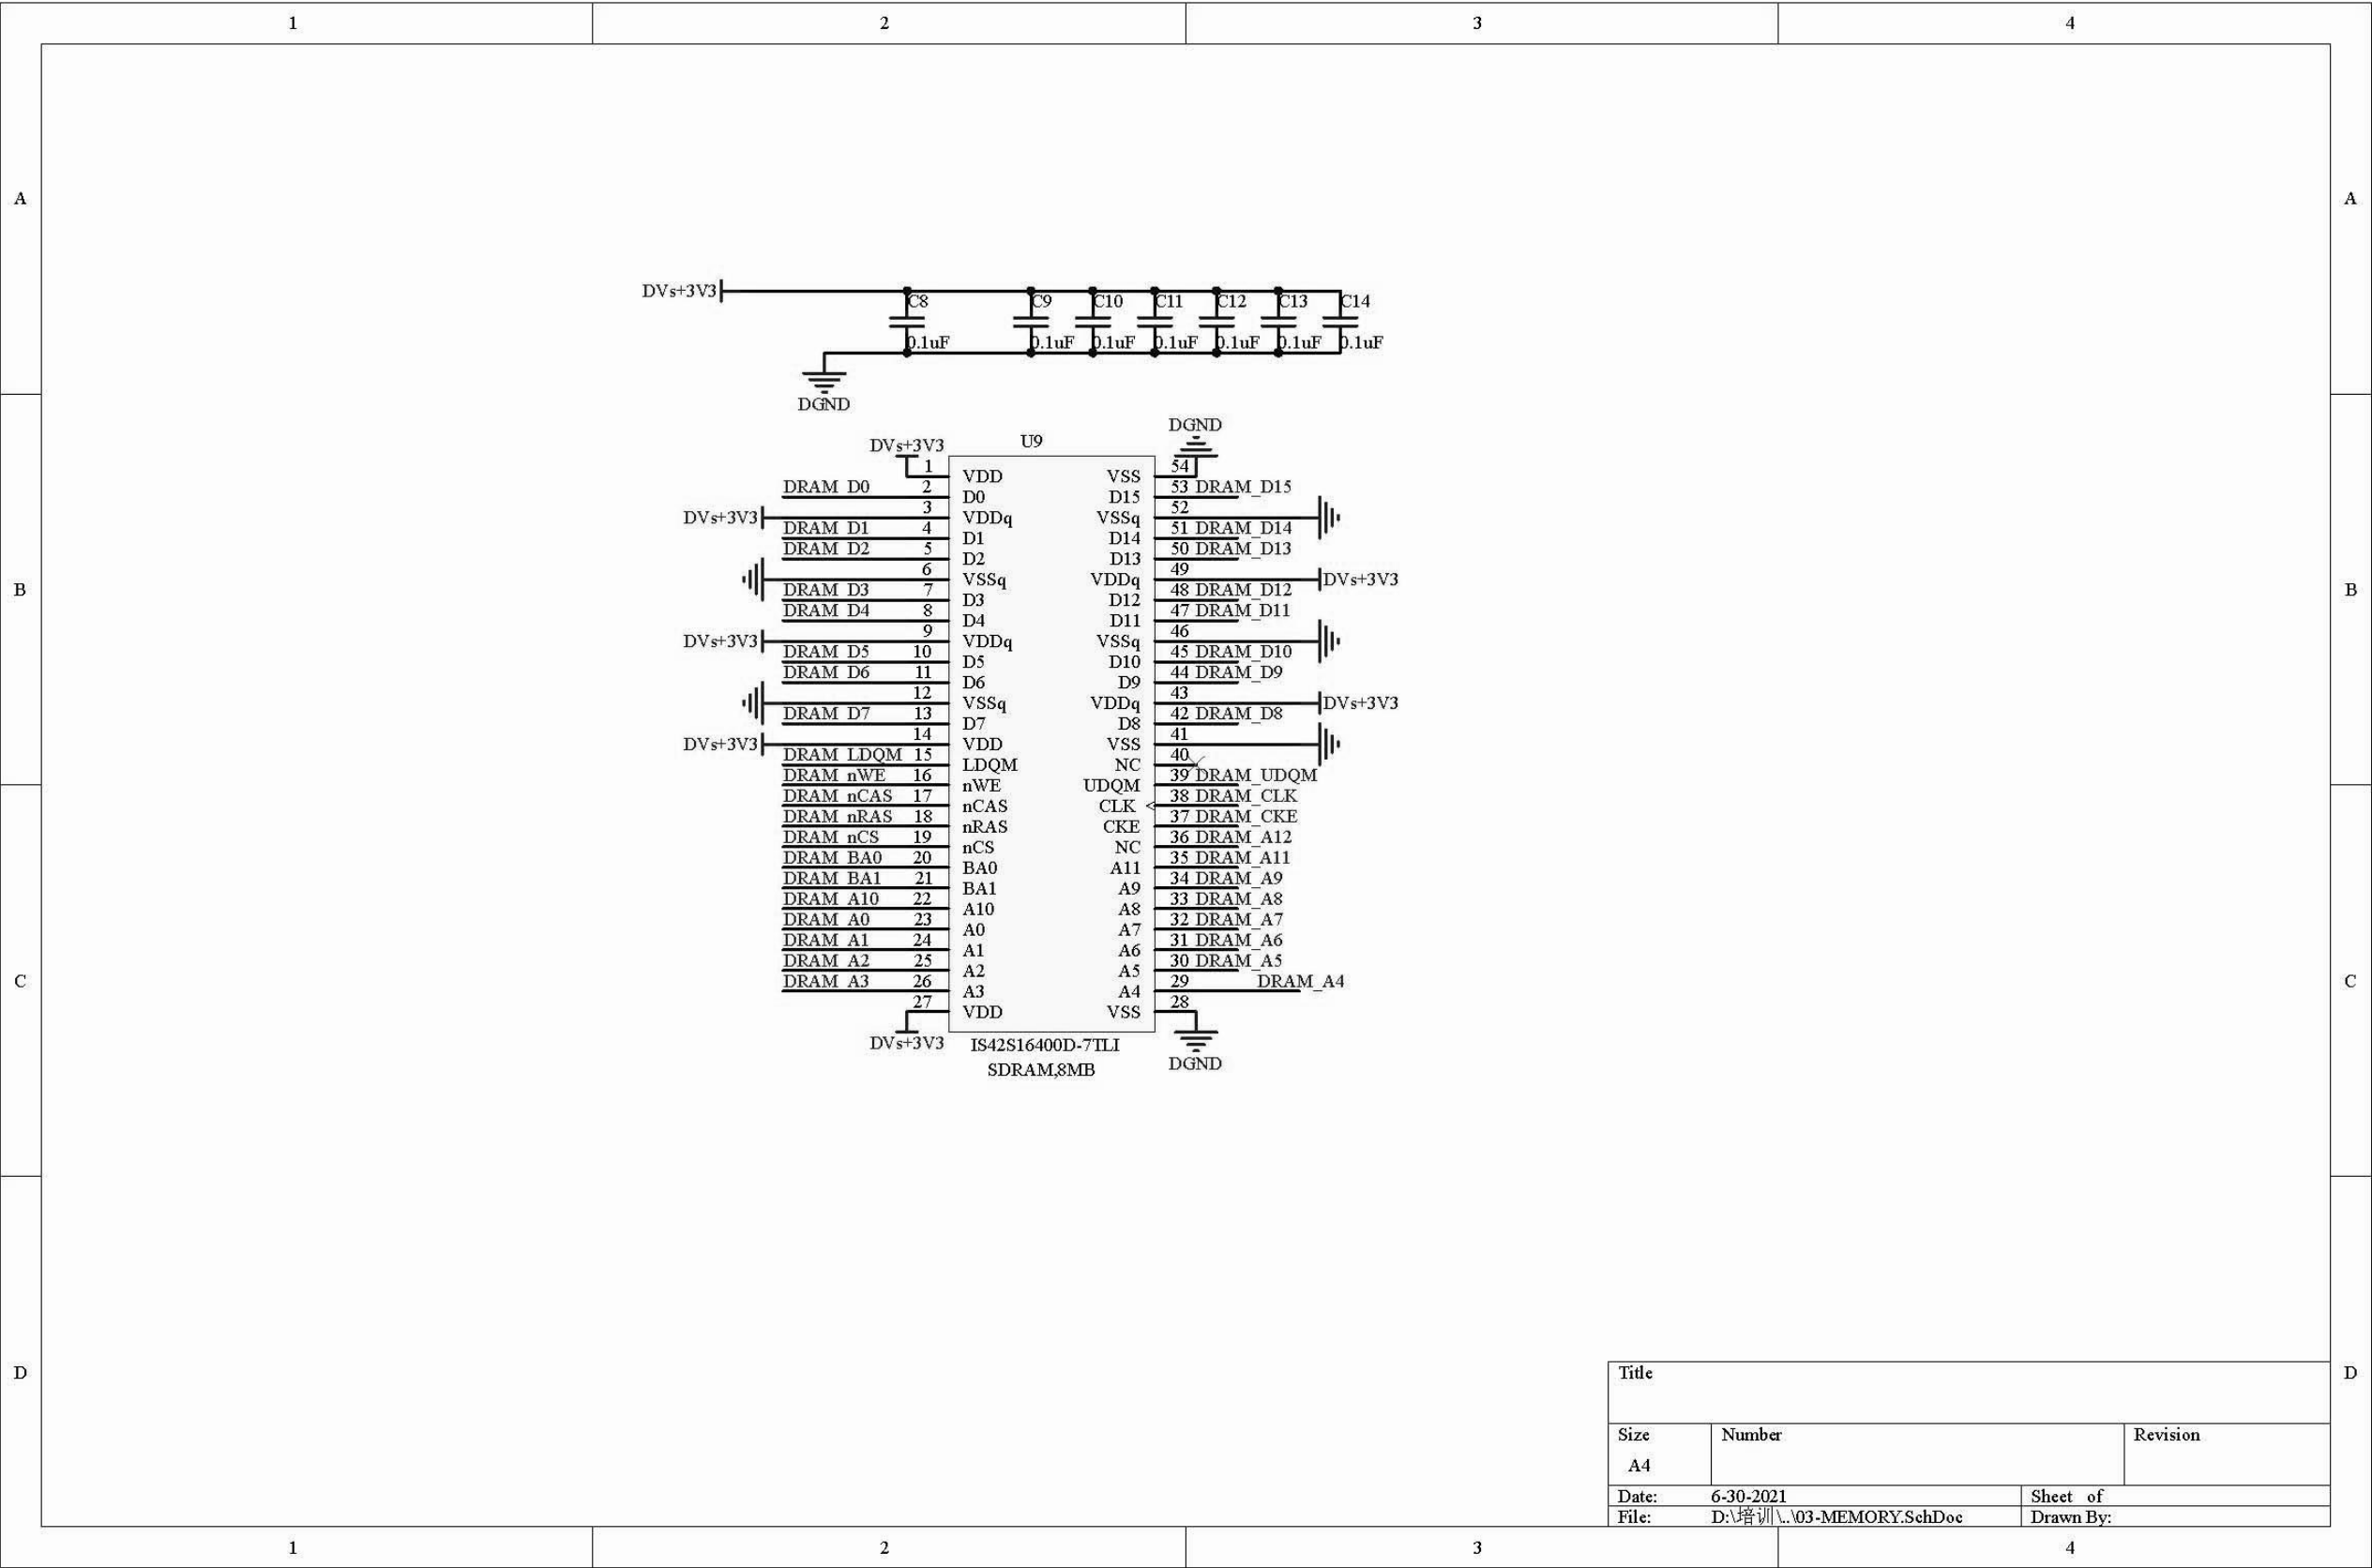 1 2 3 4
A A
DVs+3V3
C8 C9 C10 C11 C12 C13 C14
0.1uF 0.1uF 0.1uF 0.1uF 0.1uF 0.1uF 0.1uF
DGND
DGND
DVs+3V3 U9
1 VDD VSS 54
DRAM_D0 2 D0 D15 53 DRAM_D15
DVs+3V3 3 VDDq VSSq 52
DRAM_D1 4 D1 D14 51 DRAM_D14
DRAM_D2 5 D2 D13 50 DRAM_D13
6 VSSq VDDq 49 DVs+3V3
B B
DRAM_D3 7 D3 D12 48 DRAM_D12
DRAM_D4 8 D4 D11 47 DRAM_D11
DVs+3V3 9 VDDq VSSq 46
DRAM_D5 10 D5 D10 45 DRAM_D10
DRAM_D6 11 D6 D9 44 DRAM_D9
12 VSSq VDDq 43 DVs+3V3
DRAM_D7 13 D7 D8 42 DRAM_D8
DVs+3V3 14 VDD VSS 41
DRAM_LDQM 15 LDQM NC 40
DRAM_nWE 16 nWE UDQM 39 DRAM_UDQM
DRAM_nCAS 17 nCAS CLK 38 DRAM_CLK
DRAM_nRAS 18 nRAS CKE 37 DRAM_CKE
DRAM_nCS 19 nCS NC 36 DRAM_A12
DRAM_BA0 20 BA0 A11 35 DRAM_A11
DRAM_BA1 21 BA1 A9 34 DRAM_A9
DRAM_A10 22 A10 A8 33 DRAM_A8
DRAM_A0 23 A0 A7 32 DRAM_A7
DRAM_A1 24 A1 A6 31 DRAM_A6
DRAM_A2 25 A2 A5 30 DRAM_A5
C C
DRAM_A3 26 A3 A4 29 DRAM_A4
27 VDD VSS 28
DVs+3V3 IS42S16400D-7TLI
DGND
SDRAM,8MB
D D
Title
Size Number Revision
A4
Date: 6-30-2021 Sheet of
File: D:\培训\..\03-MEMORY.SchDoc Drawn By:
1 2 3 4